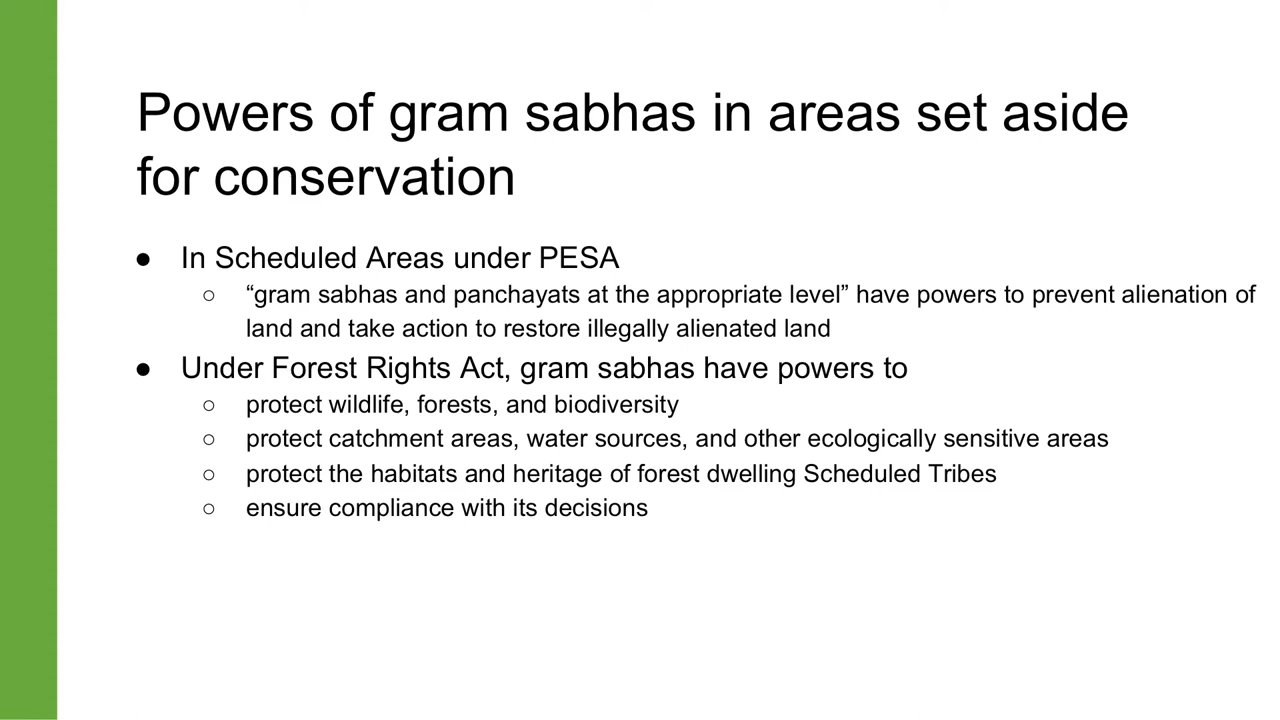 Powers of gram sabhas in areas set aside
for conservation
● In Scheduled Areas under PESA
○ “gram sabhas and panchayats at the appropriate level” have powers to prevent alienation of
land and take action to restore illegally alienated land
● Under Forest Rights Act, gram sabhas have powers to
○ protect wildlife, forests, and biodiversity
○ protect catchment areas, water sources, and other ecologically sensitive areas
○ protect the habitats and heritage of forest dwelling Scheduled Tribes
○ ensure compliance with its decisions